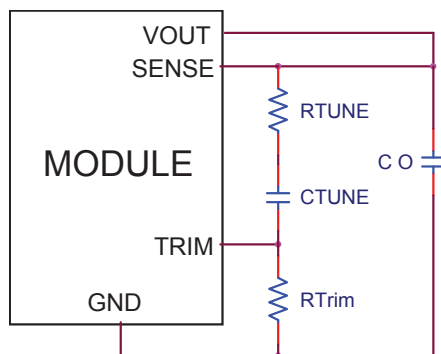 VOUT
SENSE
RTUNE
MODULE
C O
CTUNE
TRIM
GND
RTrim